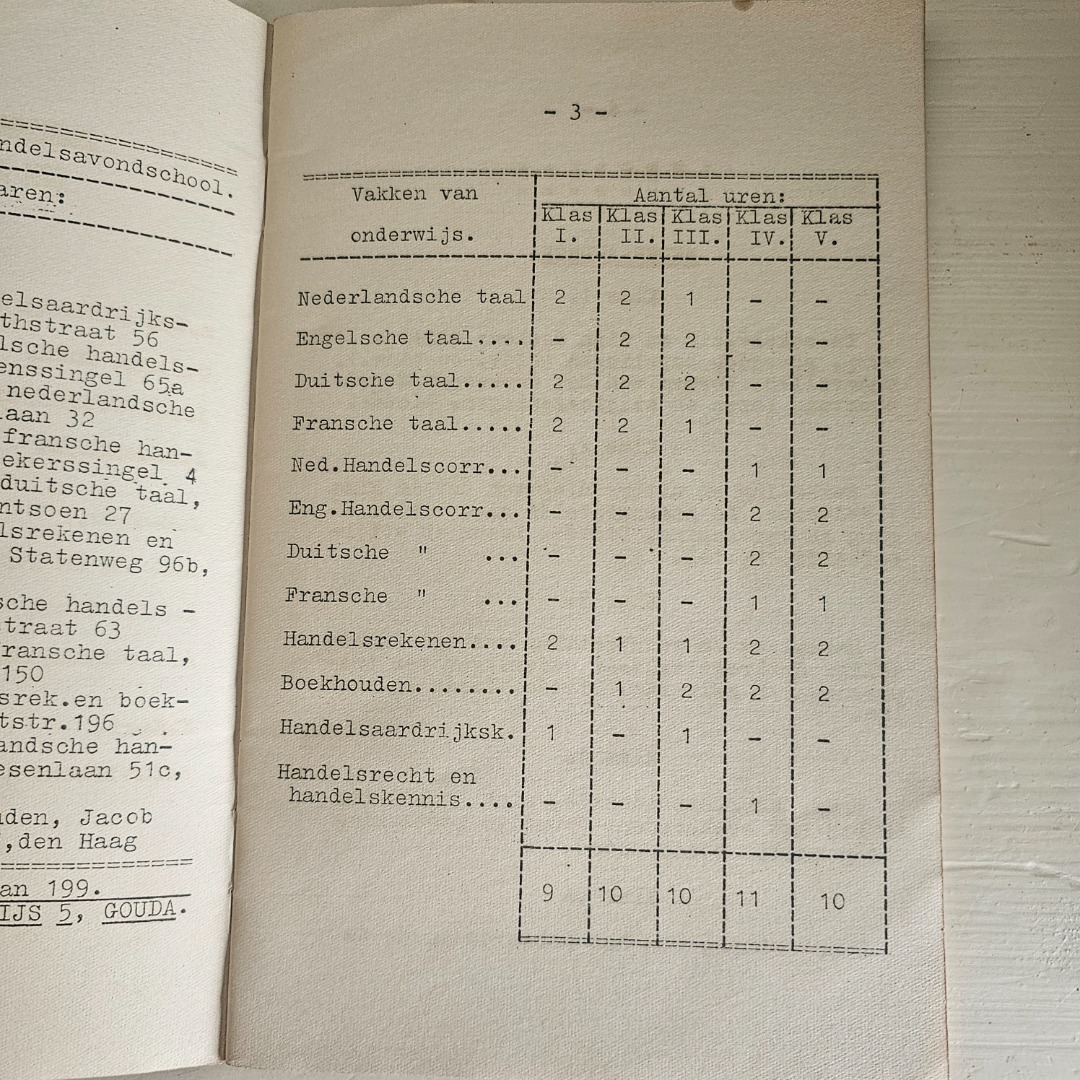 ndelsavondschool.
aren:
elsaardrijks-
thstraat 56
lsche handels-
enssingel 65a
nederlandsche
laan 32
fransche han-
ekerssingel 4
duitsche taal,
ntsoen 27
lsrekenen en
Statenweg 96b,
sche handels -
straat 63
ransche taal,
150
srek.en boek-
tstr.196
andsche han-
esenlaan 51c,
den, Jacob
,den Haag
an 199.
IJS 5, GOUDA.
- 3 -
Vakken van Aantal uren:
Klas Klas Klas Klas Klas
onderwijs. I. II. III. IV. V.
Nederlandsche taal 2 2 1 - -
Engelsche taal.... - 2 2 - -
Duitsche taal..... 2 2 2 - -
Fransche taal..... 2 2 1 - -
Ned.Handelscorr... - - - 1 1
Eng.Handelscorr... - - - 2 2
Duitsche " ... - - - 2 2
Fransche " ... - - - 1 1
Handelsrekenen.... 2 1 1 2 2
Boekhouden........ - 1 2 2 2
Handelsaardrijksk. 1 - 1 - -
Handelsrecht en
handelskennis.... - - - 1 -
9 10 10 11 10